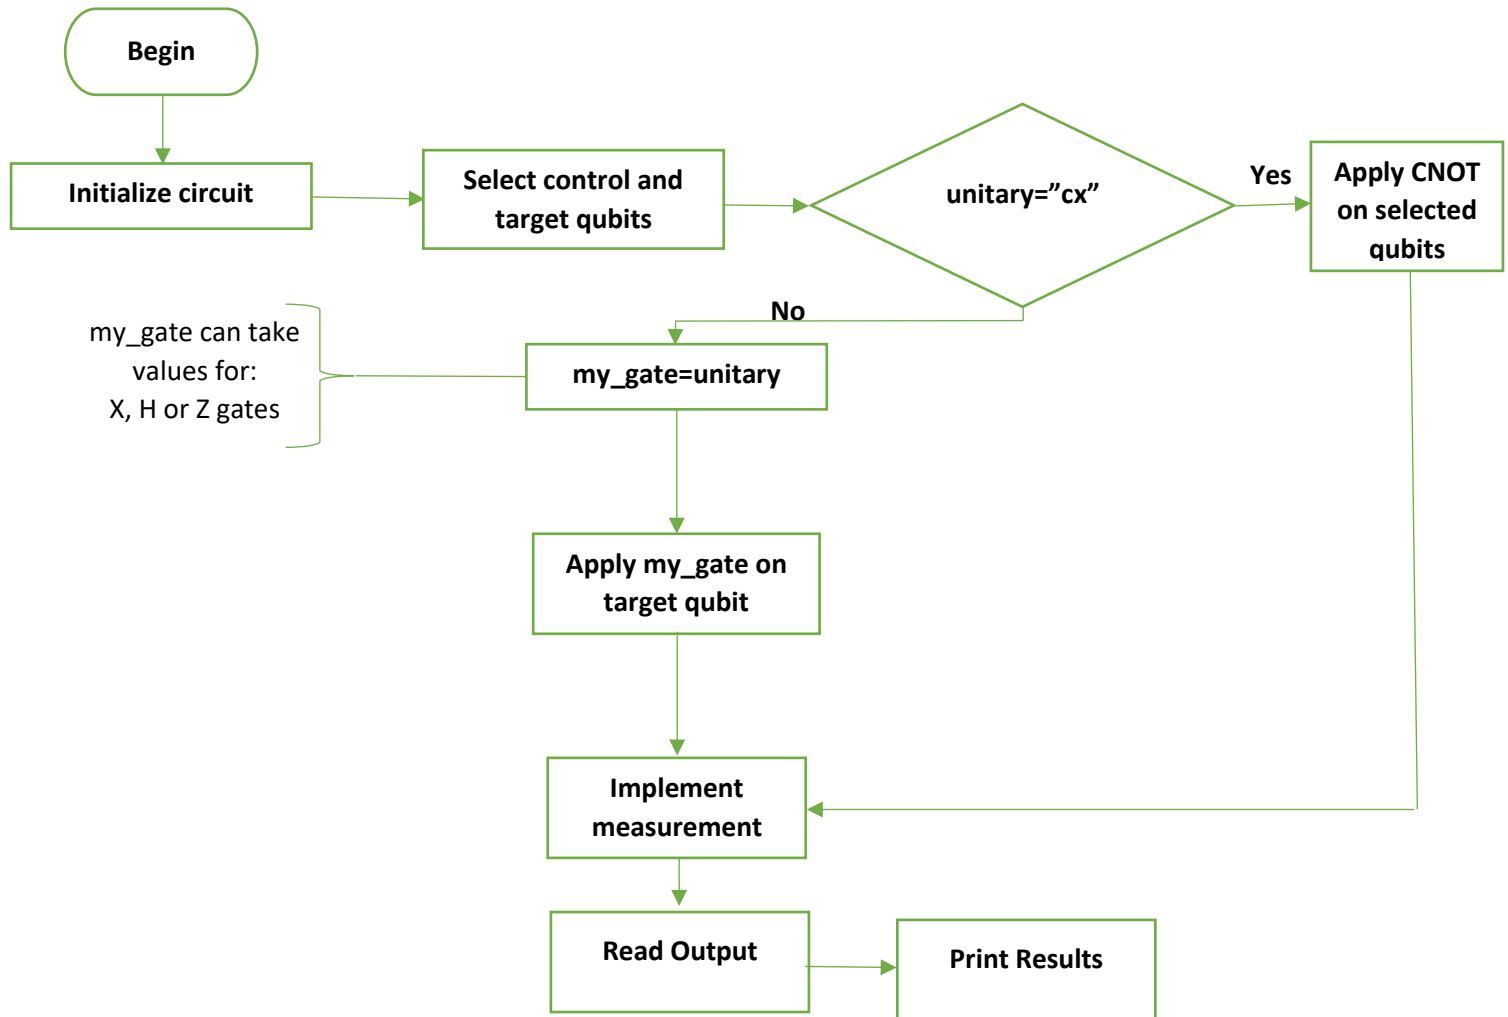 Begin
Initialize circuit
Select control and
target qubits
unitary=”cx”
Yes
Apply CNOT
on selected
qubits
No
my_gate can take
values for:
X, H or Z gates
my_gate=unitary
Apply my_gate on
target qubit
Implement
measurement
Read Output
Print Results